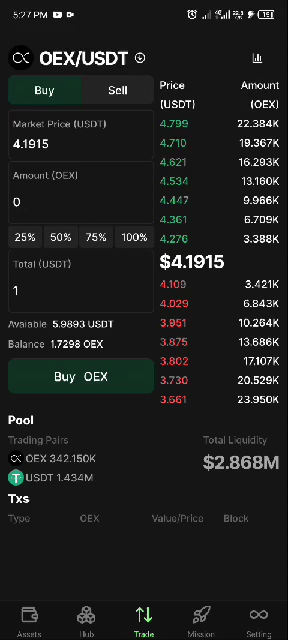 5:27 PM
OEX/USDT
Buy Sell
Market Price (USDT)
4.1915
Amount (OEX)
0
25% 50% 75% 100%
Total (USDT)
1
Avaiable 5.9893 USDT
Balance 1.7298 OEX
Buy OEX
Price Amount
(USDT) (OEX)
4.799 22.384K
4.710 19.367K
4.621 16.293K
4.534 13.160K
4.447 9.966K
4.361 6.709K
4.276 3.388K
$4.1915
4.109 3.421K
4.029 6.843K
3.951 10.264K
3.875 13.686K
3.802 17.107K
3.730 20.529K
3.661 23.950K
Pool
Trading Pairs Total Liquidity
OEX 342.150K
USDT 1.434M
$2.868M
Txs
Type OEX Value/Price Block
Assets Hub Trade Mission Setting